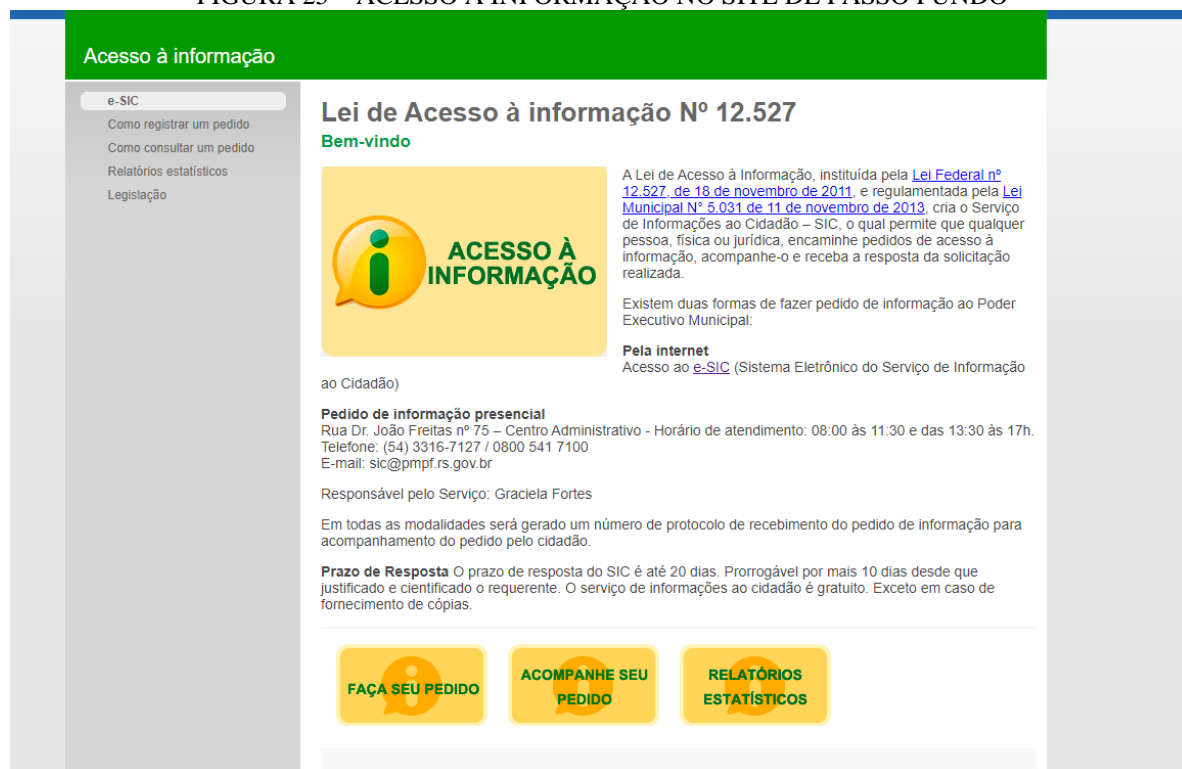 FIGURA 25 – ACESSO À INFORMAÇÃO NO SITE DE PASSO FUNDO
Acesso à informação
e-SIC
Como registrar um pedido
Como consultar um pedido
Relatórios estatísticos
Legislação
Lei de Acesso à informação Nº 12.527
Bem-vindo
ACESSO À
INFORMAÇÃO
A Lei de Acesso à Informação, instituída pela Lei Federal nº
12.527, de 18 de novembro de 2011, e regulamentada pela Lei
Municipal N° 5.031 de 11 de novembro de 2013, cria o Serviço
de Informações ao Cidadão – SIC, o qual permite que qualquer
pessoa, física ou jurídica, encaminhe pedidos de acesso à
informação, acompanhe-o e receba a resposta da solicitação
realizada.
Existem duas formas de fazer pedido de informação ao Poder
Executivo Municipal:
Pela internet
Acesso ao e-SIC (Sistema Eletrônico do Serviço de Informação
ao Cidadão)
Pedido de informação presencial
Rua Dr. João Freitas nº 75 – Centro Administrativo - Horário de atendimento: 08:00 às 11:30 e das 13:30 às 17h.
Telefone: (54) 3316-7127 / 0800 541 7100
E-mail: sic@pmpf.rs.gov.br
Responsável pelo Serviço: Graciela Fortes
Em todas as modalidades será gerado um número de protocolo de recebimento do pedido de informação para
acompanhamento do pedido pelo cidadão.
Prazo de Resposta O prazo de resposta do SIC é até 20 dias. Prorrogável por mais 10 dias desde que
justificado e cientificado o requerente. O serviço de informações ao cidadão é gratuito. Exceto em caso de
fornecimento de cópias.
FAÇA SEU PEDIDO
ACOMPANHE SEU
PEDIDO
RELATÓRIOS
ESTATÍSTICOS